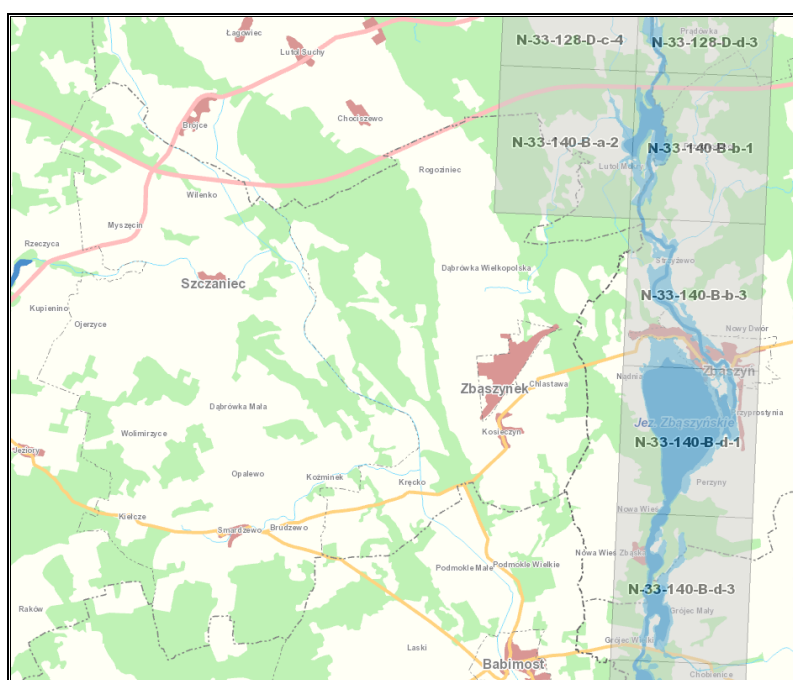 Łagowiec
Lutol Suchy
N-33-128-D-c-4
Prądówka
N-33-128-D-d-3
Brójce
Chociszewo
N-33-140-B-a-2
N-33-140-B-b-1
Rogoziniec
Wilenko
Myszęcin
Rzeczyca
Szczaniec
Dąbrówka Wielkopolska
Strzyżewo
N-33-140-B-b-3
Kupienino
Ojerzyce
Nowy Dwór
Zbąszyń
Nądnia
Chlastawa
Zbąszynek
Dąbrówka Mała
Przyprostynia
Jez. Zbąszyńskie
Kosieczyn
Wolimirzyce
N-33-140-B-d-1
Jeziory
Opalewo
Koźminek
Kręcko
Perzyny
Kiełcze
Smardzewo
Brudzewo
Nowa Wieś
Nowa Wieś Zbąski
Podmokle Małe
Podmokle Wielkie
N-33-140-B-d-3
Raków
Grójec Mały
Laski
Grójec Wielki
Babimost
Chobienice